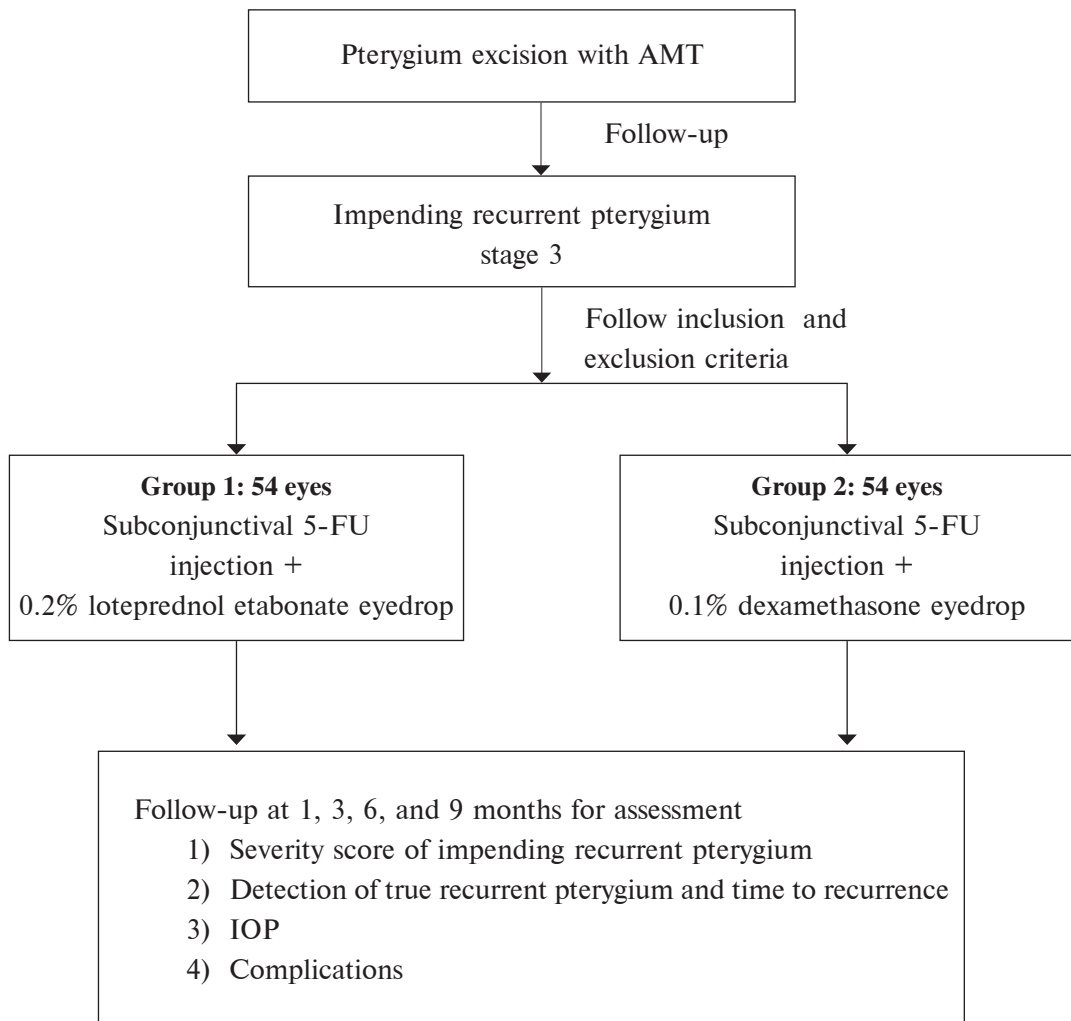 Pterygium excision with AMT
Follow-up
Impending recurrent pterygium
stage 3
Follow inclusion and
exclusion criteria
Group 1: 54 eyes
Subconjunctival 5-FU
injection +
0.2% loteprednol etabonate eyedrop
Group 2: 54 eyes
Subconjunctival 5-FU
injection +
0.1% dexamethasone eyedrop
Follow-up at 1, 3, 6, and 9 months for assessment
1) Severity score of impending recurrent pterygium
2) Detection of true recurrent pterygium and time to recurrence
3) IOP
4) Complications